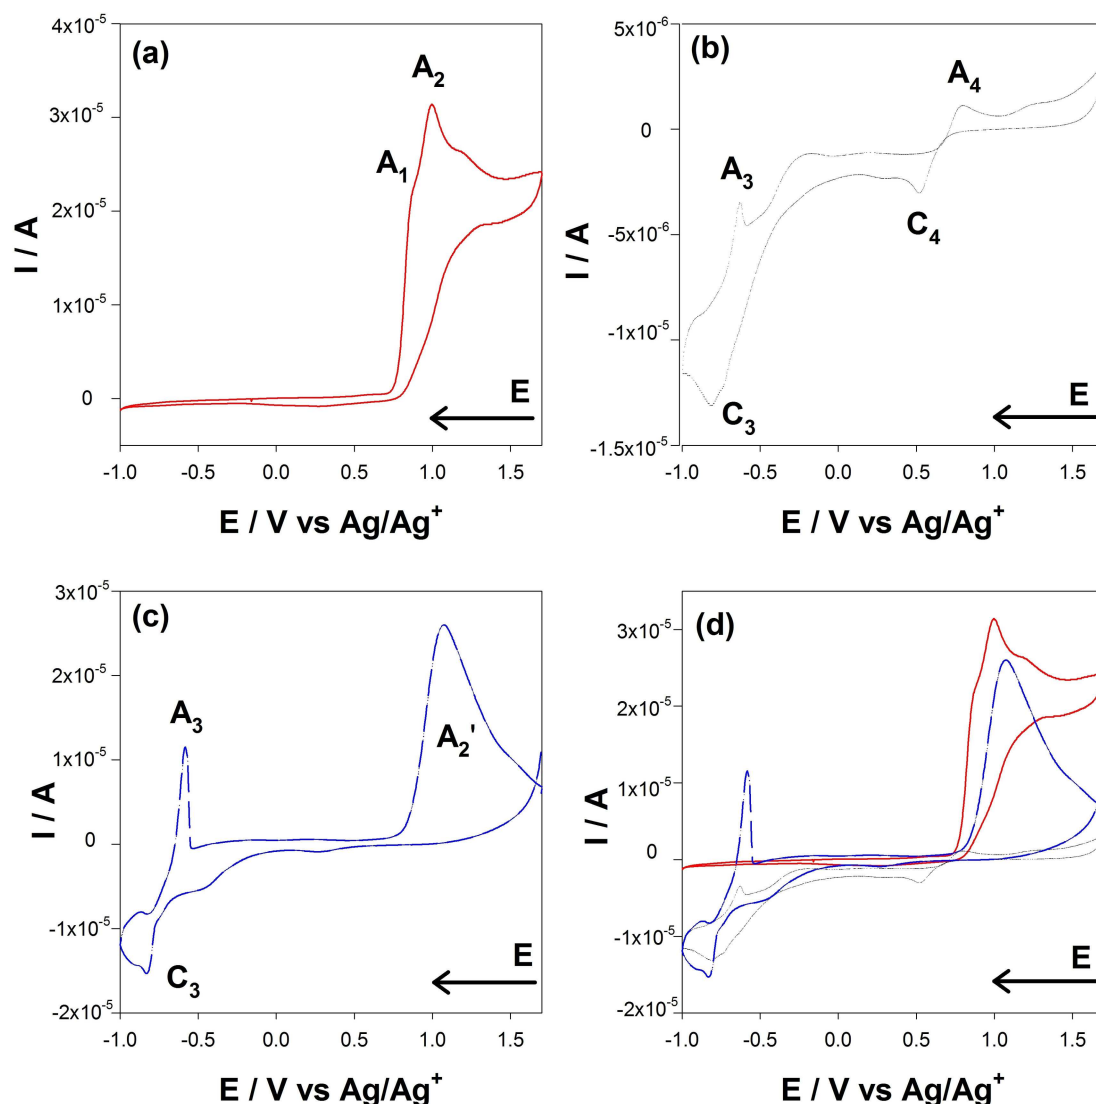 (a)
A₂
A₁
4x10⁻⁵
3x10⁻⁵
2x10⁻⁵
1x10⁻⁵
0
I / A
E
-1.0 -0.5 0.0 0.5 1.0 1.5
E / V vs Ag/Ag⁺
(b)
A₄
A₃
C₄
C₃
5x10⁻⁶
0
-5x10⁻⁶
-1x10⁻⁵
-1.5x10⁻⁵
I / A
E
-1.0 -0.5 0.0 0.5 1.0 1.5
E / V vs Ag/Ag⁺
(c)
A₃
A₂'
C₃
3x10⁻⁵
2x10⁻⁵
1x10⁻⁵
0
-1x10⁻⁵
-2x10⁻⁵
I / A
E
-1.0 -0.5 0.0 0.5 1.0 1.5
E / V vs Ag/Ag⁺
(d)
3x10⁻⁵
2x10⁻⁵
1x10⁻⁵
0
-1x10⁻⁵
-2x10⁻⁵
I / A
E
-1.0 -0.5 0.0 0.5 1.0 1.5
E / V vs Ag/Ag⁺